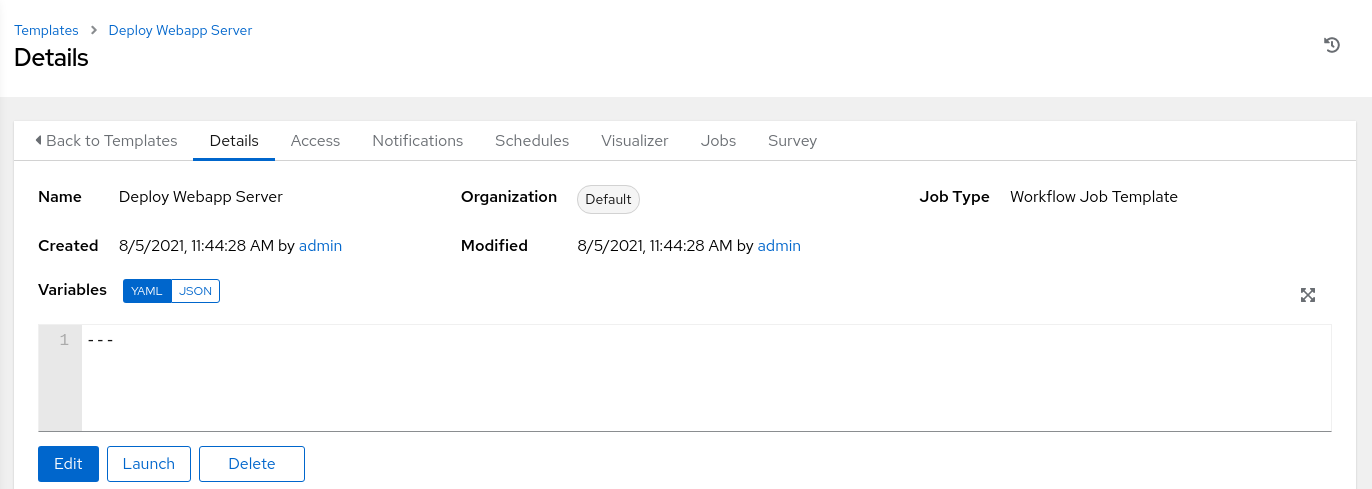 Templates > Deploy Webapp Server
Details
Back to Templates Details Access Notifications Schedules Visualizer Jobs Survey
Name Deploy Webapp Server Organization Default Job Type Workflow Job Template
Created 8/5/2021, 11:44:28 AM by admin Modified 8/5/2021, 11:44:28 AM by admin
Variables YAML JSON
1 ---
Edit Launch Delete